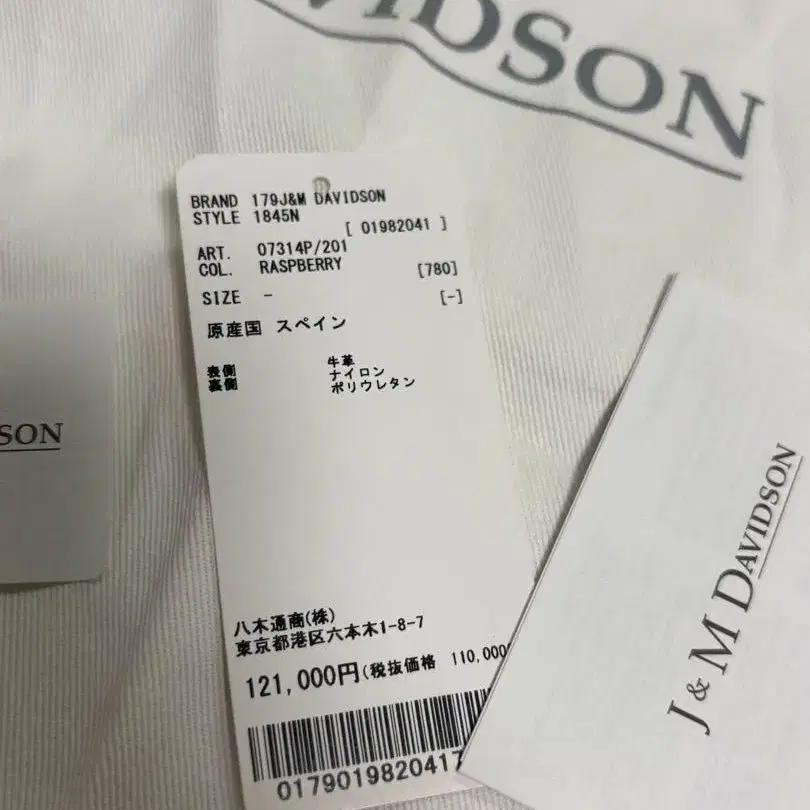 VIDSON
BRAND 179J&M DAVIDSON
STYLE 1845N
[ 01982041 ]
ART. 07314P/201
COL. RASPBERRY [780]
SIZE - [-]
原産国 スペイン
表側 牛革
裏側 ナイロン
ポリウレタン
八木通商(株)
東京都港区六本木1-8-7
121,000円(税抜価格 110,000
0179019820417
SON
J & M DAVIDSON